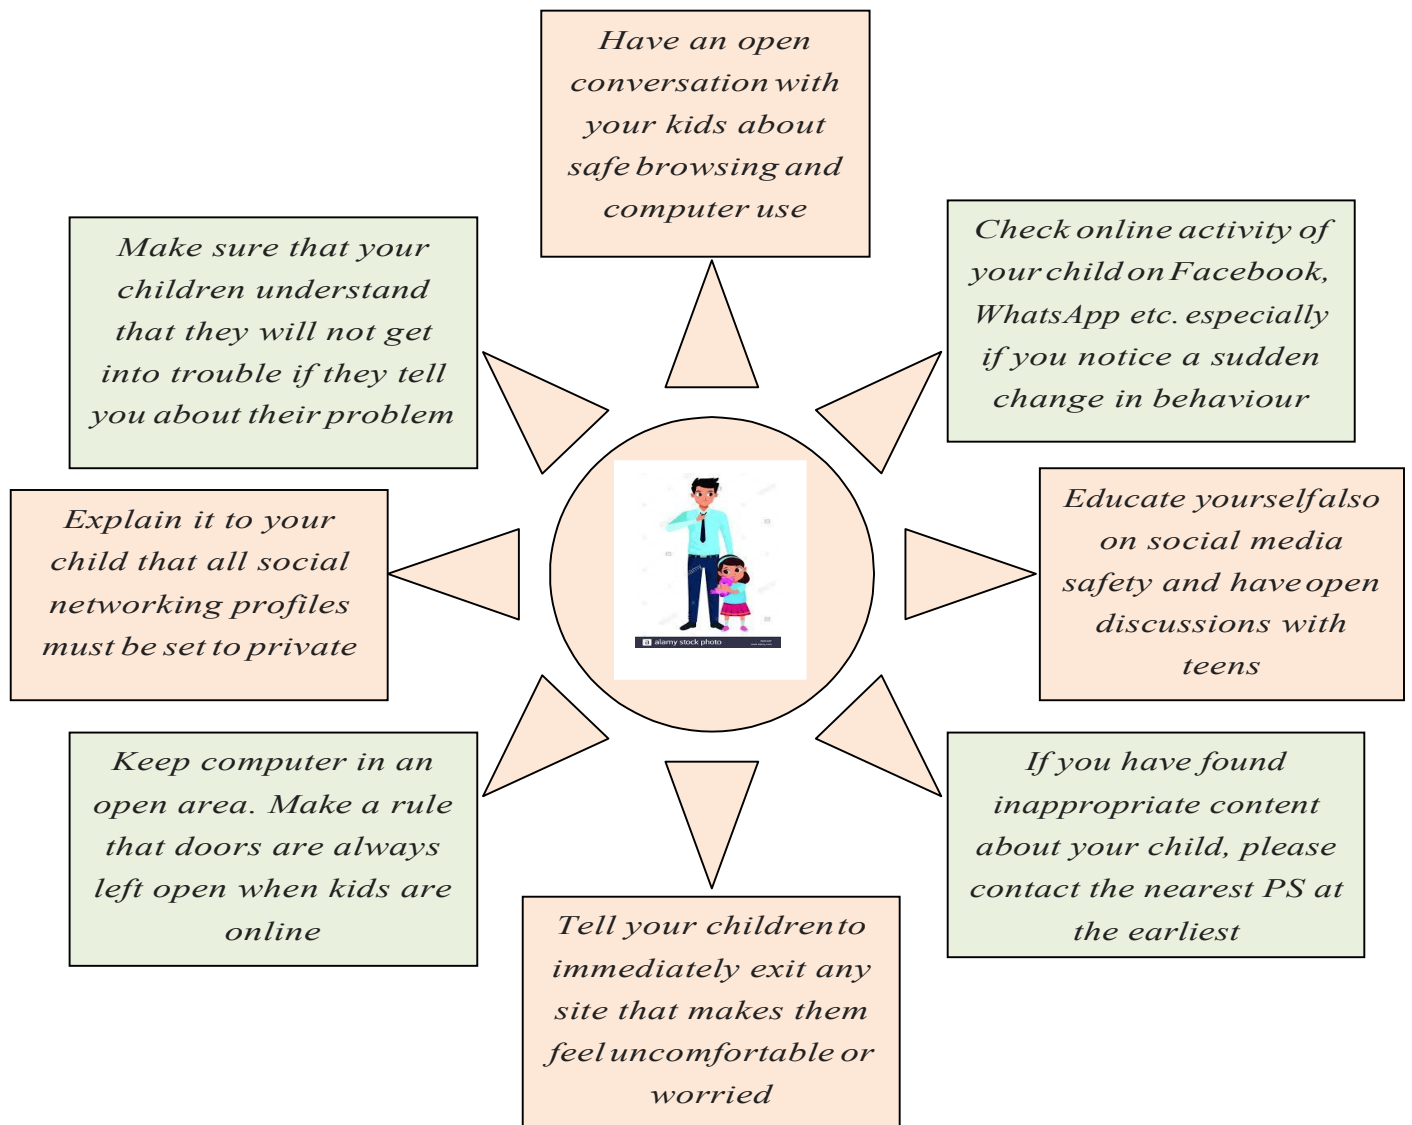 Have an open
conversation with
your kids about
safe browsing and
computer use
Check online activity of
your child on Facebook,
WhatsApp etc. especially
if you notice a sudden
change in behaviour
Educate yourself also
on social media
safety and have open
discussions with
teens
If you have found
inappropriate content
about your child, please
contact the nearest PS at
the earliest
Tell your children to
immediately exit any
site that makes them
feel uncomfortable or
worried
Keep computer in an
open area. Make a rule
that doors are always
left open when kids are
online
Explain it to your
child that all social
networking profiles
must be set to private
Make sure that your
children understand
that they will not get
into trouble if they tell
you about their problem
a alamy stock photo